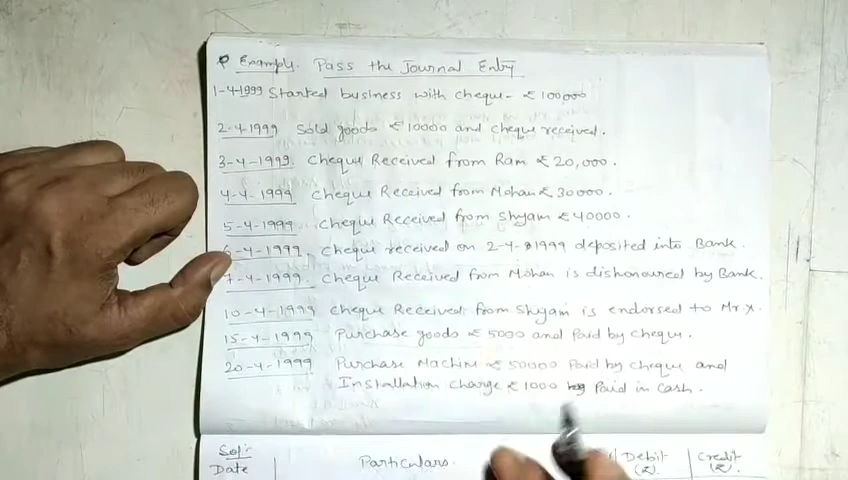 Example. Pass the Journal Entry
1-4-1999 Started business with cheque- ₹ 100000
2-4-1999 Sold goods ₹ 10000 and cheque received.
3-4-1999. Cheque Received from Ram ₹ 20,000.
4-4-1999 Cheque Received from Mohan ₹ 30000.
5-4-1999. Cheque Received from Shyam ₹ 40000.
6-4-1999. Cheque received on 2-4-1999 deposited into Bank.
7-4-1999. Cheque Received from Mohan is dishonoured by Bank.
10-4-1999 Cheque Received from Shyam is endorsed to Mr.X.
15-4-1999 Purchase goods ₹ 5000 and Paid by cheque.
20-4-1999 Purchase Machine ₹ 50000 Paid by cheque and
Installation Charge ₹ 1000 Paid in cash.
Sol:-
Date Particulars. Debit (₹) Credit (₹).